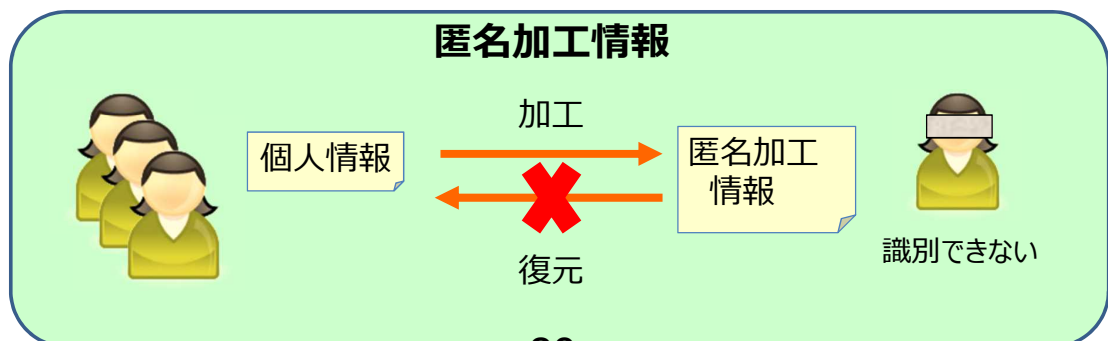 匿名加工情報
加工
個人情報
匿名加工
情報
復元
識別できない